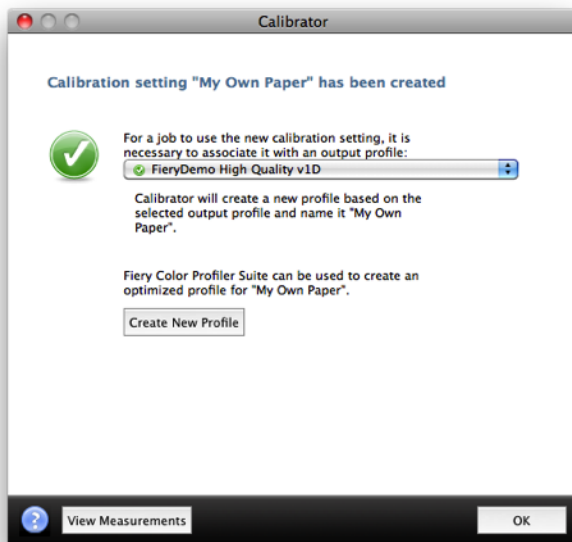 Calibrator
Calibration setting "My Own Paper" has been created
For a job to use the new calibration setting, it is
necessary to associate it with an output profile:
FieryDemo High Quality v1D
Calibrator will create a new profile based on the
selected output profile and name it "My Own
Paper".
Fiery Color Profiler Suite can be used to create an
optimized profile for "My Own Paper".
Create New Profile
? View Measurements OK